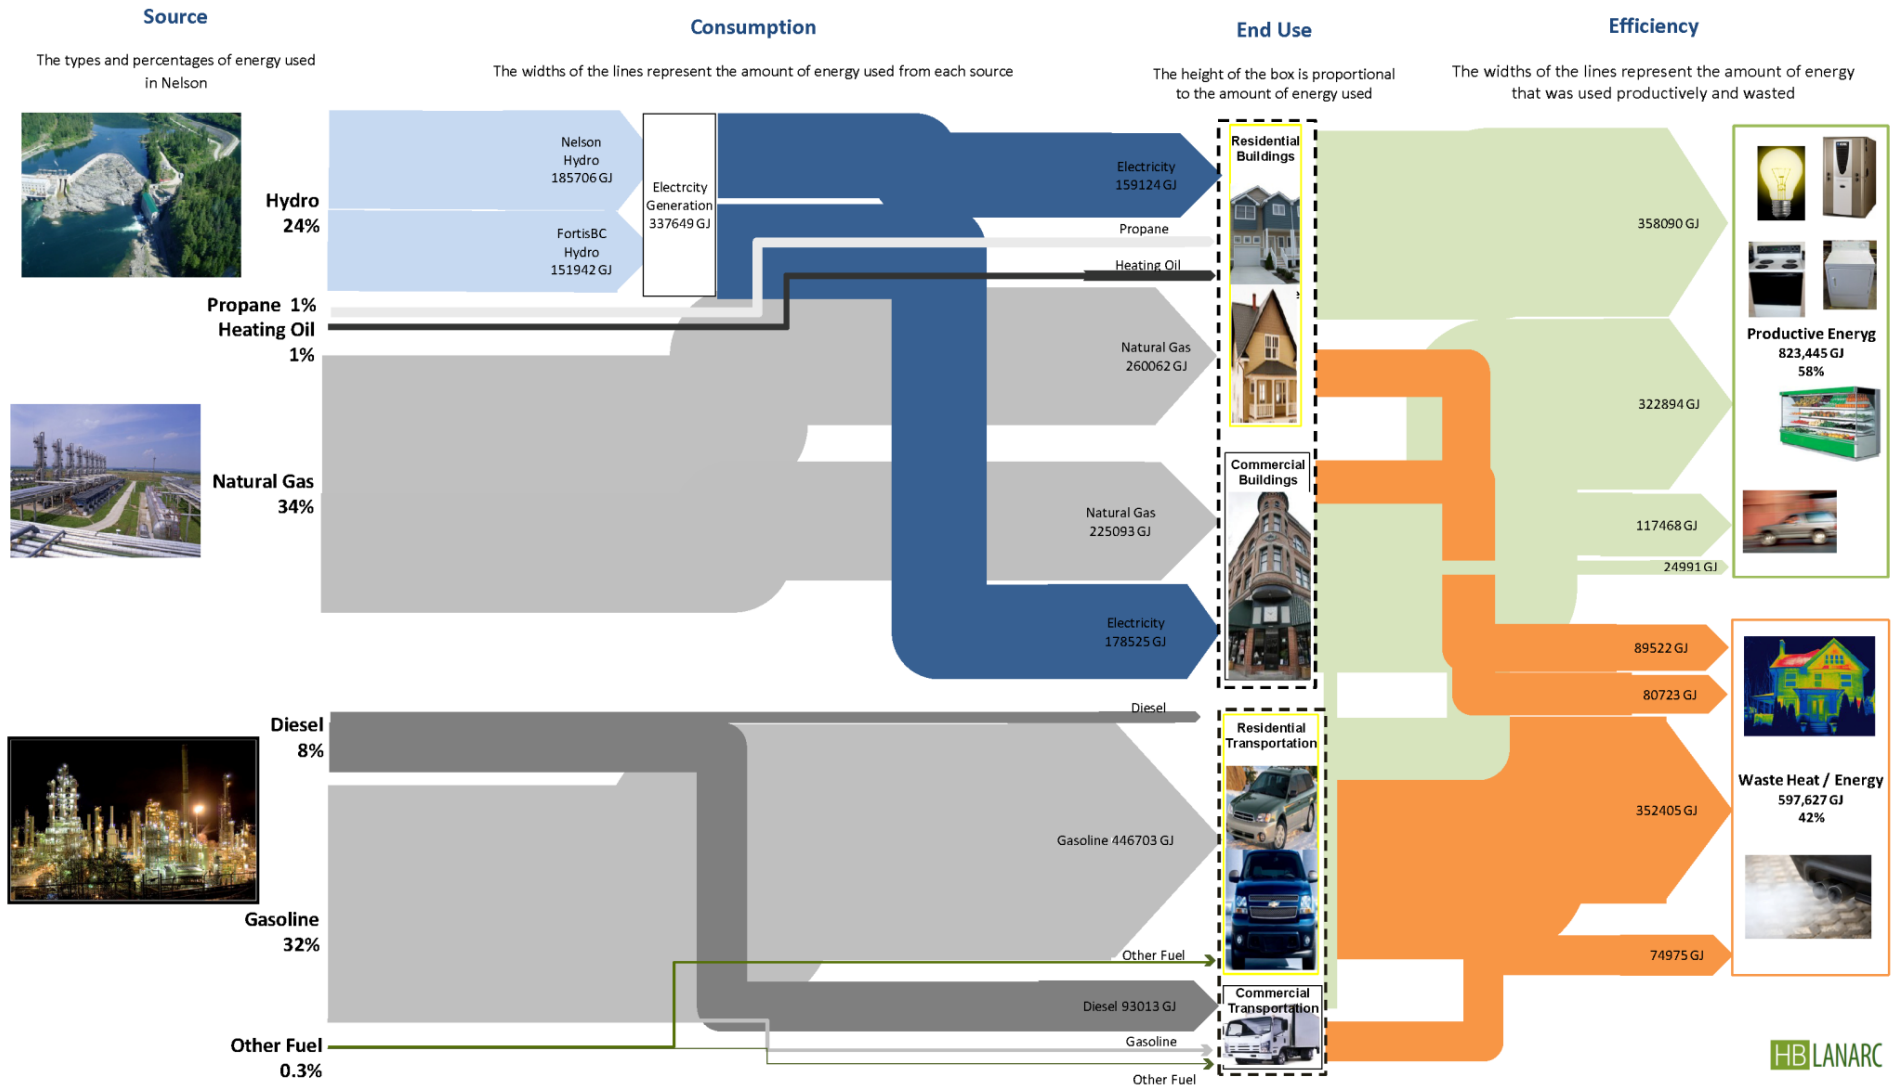 Source
Consumption
End Use
Efficiency
The types and percentages of energy used
in Nelson
The widths of the lines represent the amount of energy used from each source
The height of the box is proportional
to the amount of energy used
The widths of the lines represent the amount of energy
that was used productively and wasted
Hydro
24%
Propane 1%
Heating Oil
1%
Natural Gas
34%
Diesel
8%
Gasoline
32%
Other Fuel
0.3%
Nelson
Hydro
185706 GJ
FortisBC
Hydro
151942 GJ
Electrcity
Generation
337649 GJ
Electricity
159124 GJ
Propane
Heating Oil
Natural Gas
260062 GJ
Natural Gas
225093 GJ
Electricity
178525 GJ
Diesel
Gasoline 446703 GJ
Other Fuel
Diesel 93013 GJ
Gasoline
Other Fuel
Residential
Buildings
Commercial
Buildings
Residential
Transportation
Commercial
Transportation
358090 GJ
322894 GJ
117468 GJ
24991 GJ
89522 GJ
80723 GJ
352405 GJ
74975 GJ
Productive Eneryg
823,445 GJ
58%
Waste Heat / Energy
597,627 GJ
42%
HB LANARC